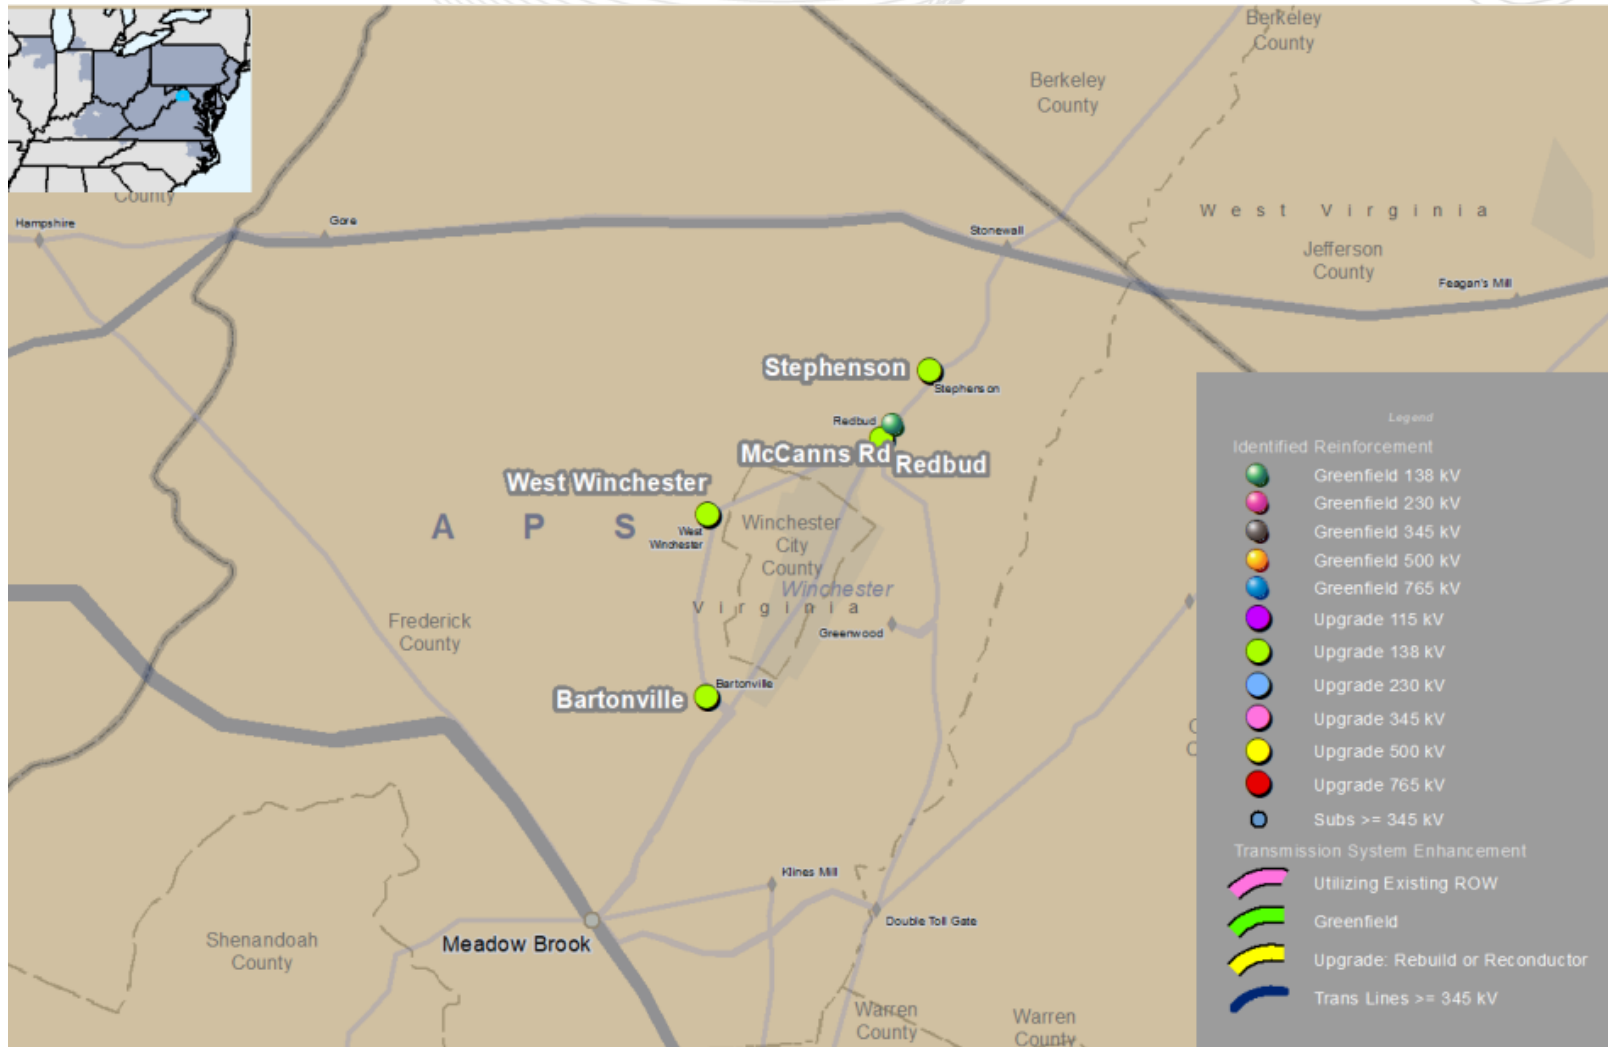 Berkeley
County
Berkeley
County
County
Hampshire
Gore
Stonewall
West Virginia
Jefferson
County
Feagan's Mill
Stephenson
Stephenson
Redbud
McCanns Rd
Redbud
West Winchester
West
Winchester
APS
Winchester
City
County
Winchester
Virginia
Frederick
County
Greenwood
Bartonville
Bartonville
Klines Mill
Double Toll Gate
Meadow Brook
Shenandoah
County
Warren
County
Warren
County
Legend
Identified Reinforcement
Greenfield 138 kV
Greenfield 230 kV
Greenfield 345 kV
Greenfield 500 kV
Greenfield 765 kV
Upgrade 115 kV
Upgrade 138 kV
Upgrade 230 kV
Upgrade 345 kV
Upgrade 500 kV
Upgrade 765 kV
Subs >= 345 kV
Transmission System Enhancement
Utilizing Existing ROW
Greenfield
Upgrade: Rebuild or Reconductor
Trans Lines >= 345 kV